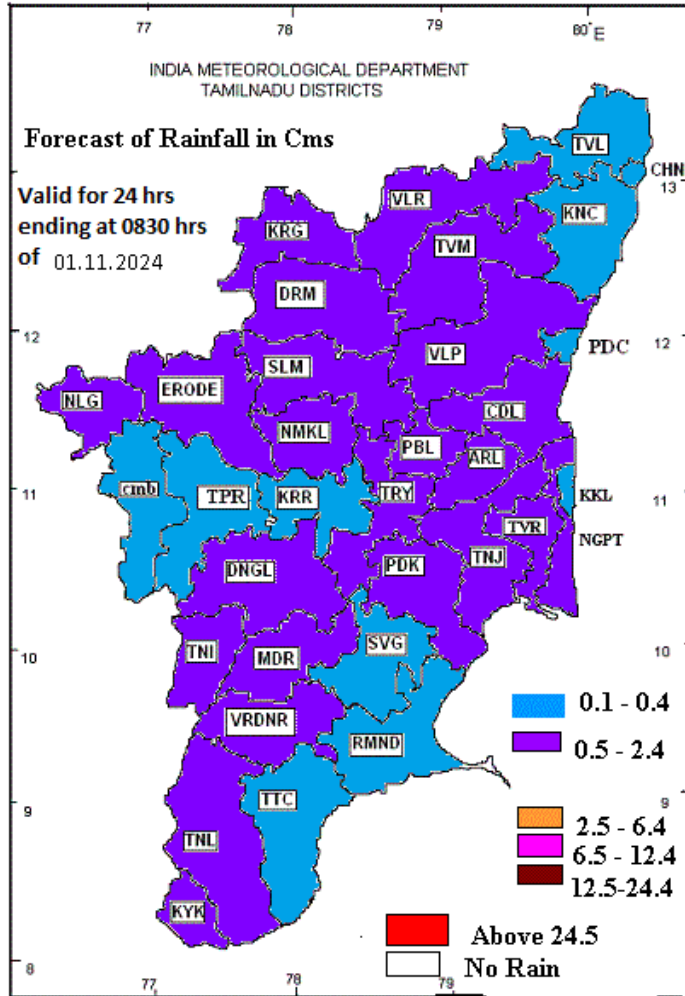 77 78 79 80° E
INDIA METEOROLOGICAL DEPARTMENT
TAMILNADU DISTRICTS
Forecast of Rainfall in Cms
TVL
CHN
13
Valid for 24 hrs
ending at 0830 hrs
of 01.11.2024
VLR
KNC
KRG
TVM
DRM
12
12
VLP
PDC
SLM
ERODE
NLG
CDL
NMKL
PBL
ARL
11
cmb
TPR
KRR
TRY
KKL
11
TVR
NGPT
DNGL
PDK
TNJ
10
TNI
MDR
SVG
10
VRDNR
RMND
0.1 - 0.4
0.5 - 2.4
9
TTC
9
2.5 - 6.4
TNL
6.5 - 12.4
12.5-24.4
KYK
Above 24.5
8
No Rain
77 78 79